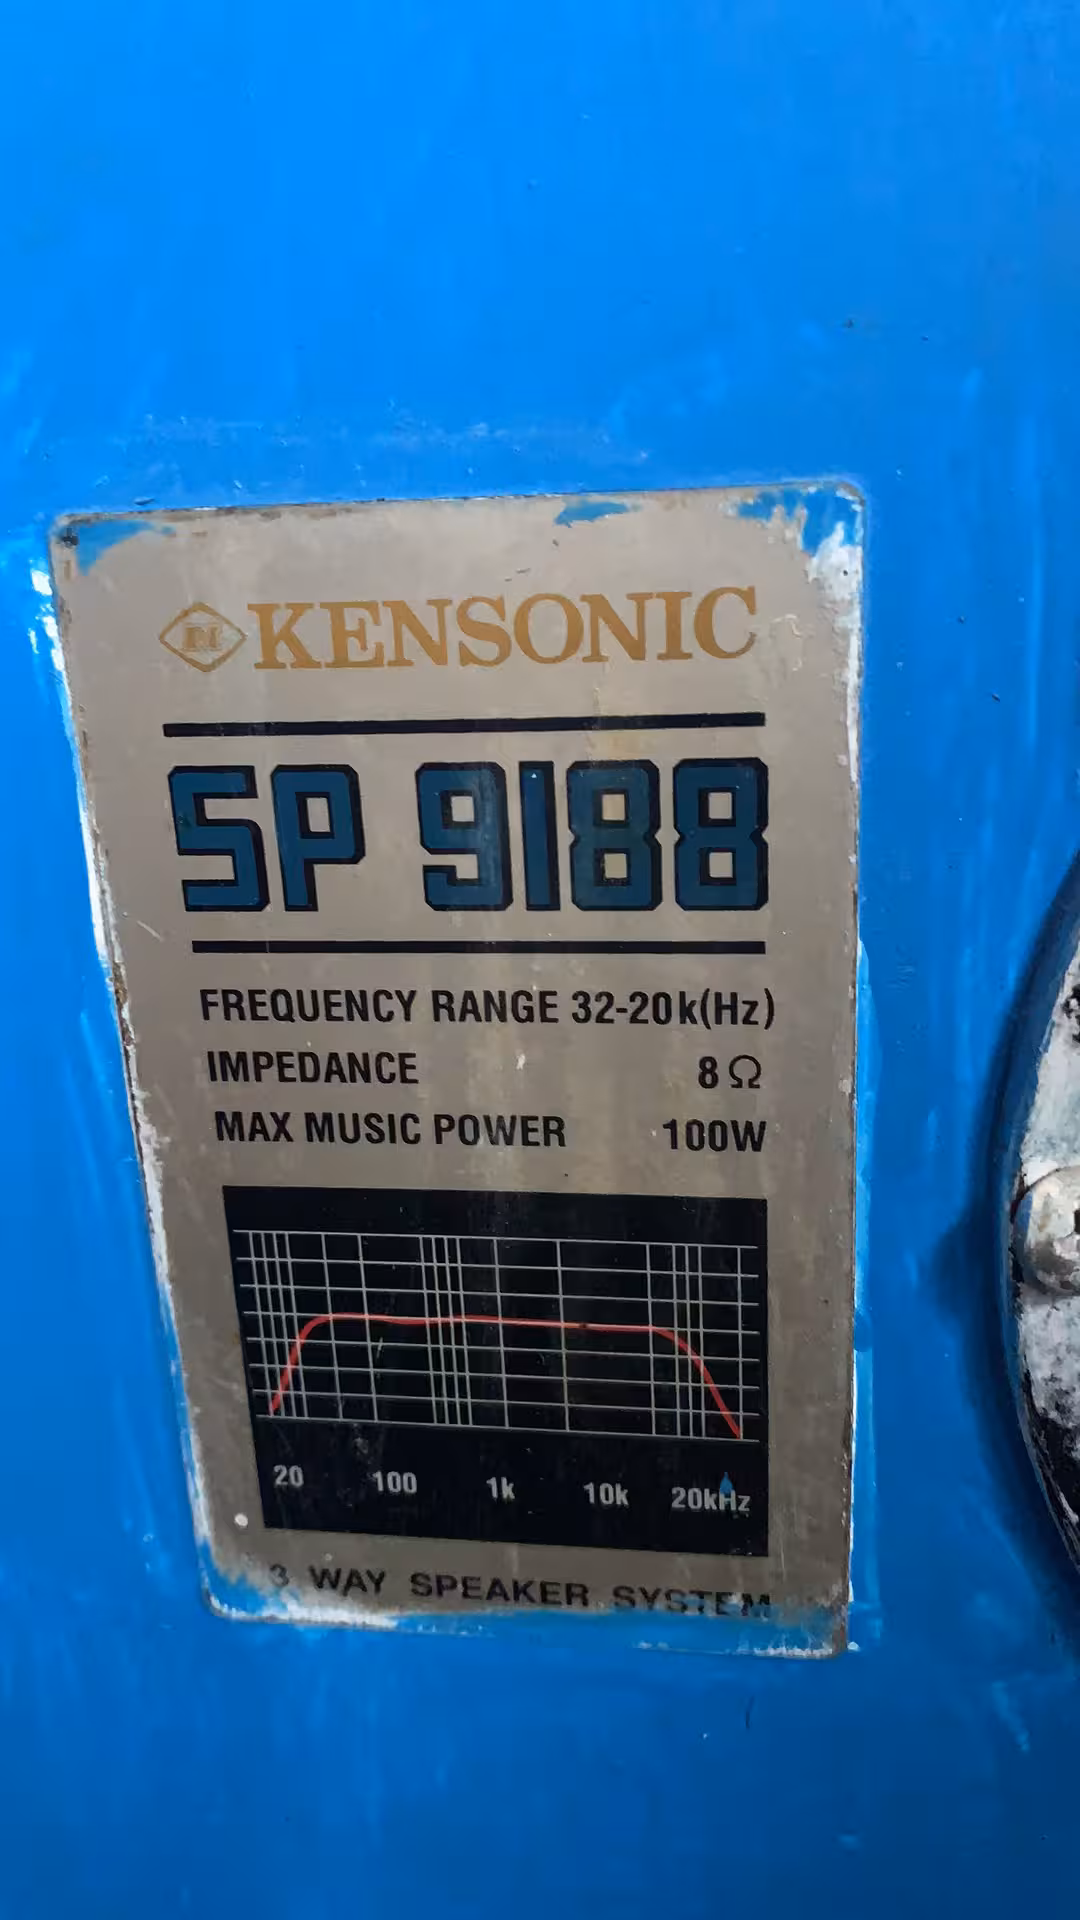 KENSONIC
SP 9188
FREQUENCY RANGE 32-20k(Hz)
IMPEDANCE 8Ω
MAX MUSIC POWER 100W
20 100 1k 10k 20kHz
3 WAY SPEAKER SYSTEM